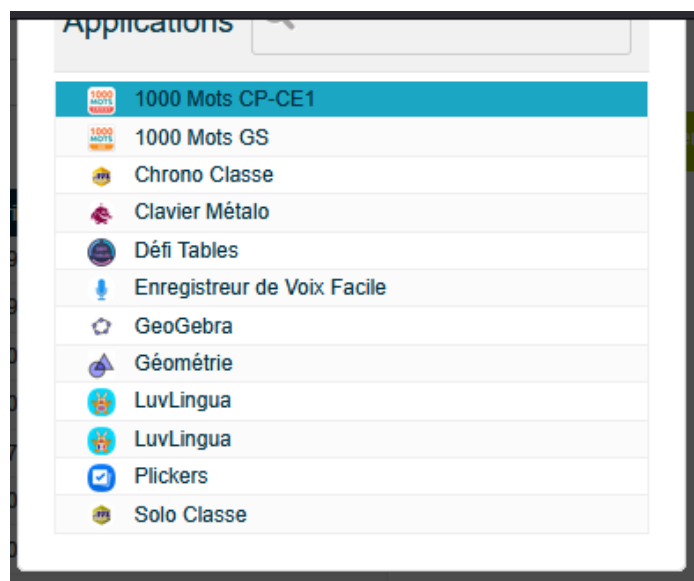 Applications
1000 Mots CP-CE1
1000 Mots GS
Chrono Classe
Clavier Métalo
Défi Tables
Enregistreur de Voix Facile
GeoGebra
Géométrie
LuvLingua
LuvLingua
Plickers
Solo Classe